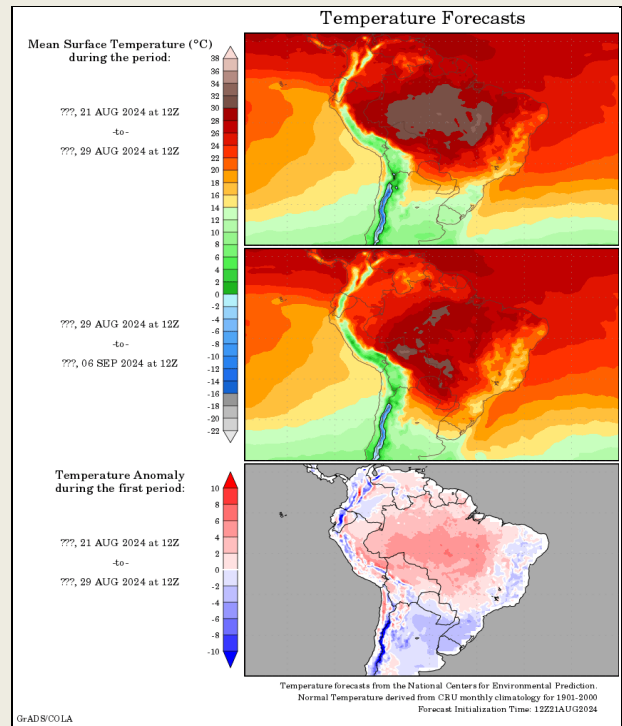 Temperature Forecasts
Mean Surface Temperature (°C)
during the period:
???, 21 AUG 2024 at 12Z
-to-
???, 29 AUG 2024 at 12Z
38
36
34
32
30
28
26
24
23
22
21
20
19
18
17
16
14
12
10
8
6
4
2
0
-2
-4
-6
-8
-10
-12
-14
-16
-17
-18
-20
-22
???, 29 AUG 2024 at 12Z
-to-
???, 06 SEP 2024 at 12Z
Temperature Anomaly
during the first period:
???, 21 AUG 2024 at 12Z
-to-
???, 29 AUG 2024 at 12Z
10
8
6
4
2
0
-2
-4
-6
-8
-10
Temperature forecasts from the National Centers for Environmental Prediction.
Normal Temperature derived from CRU monthly climatology for 1901-2000
Forecast Initialization Time: 12Z21AUG2024
GrADS/COLA